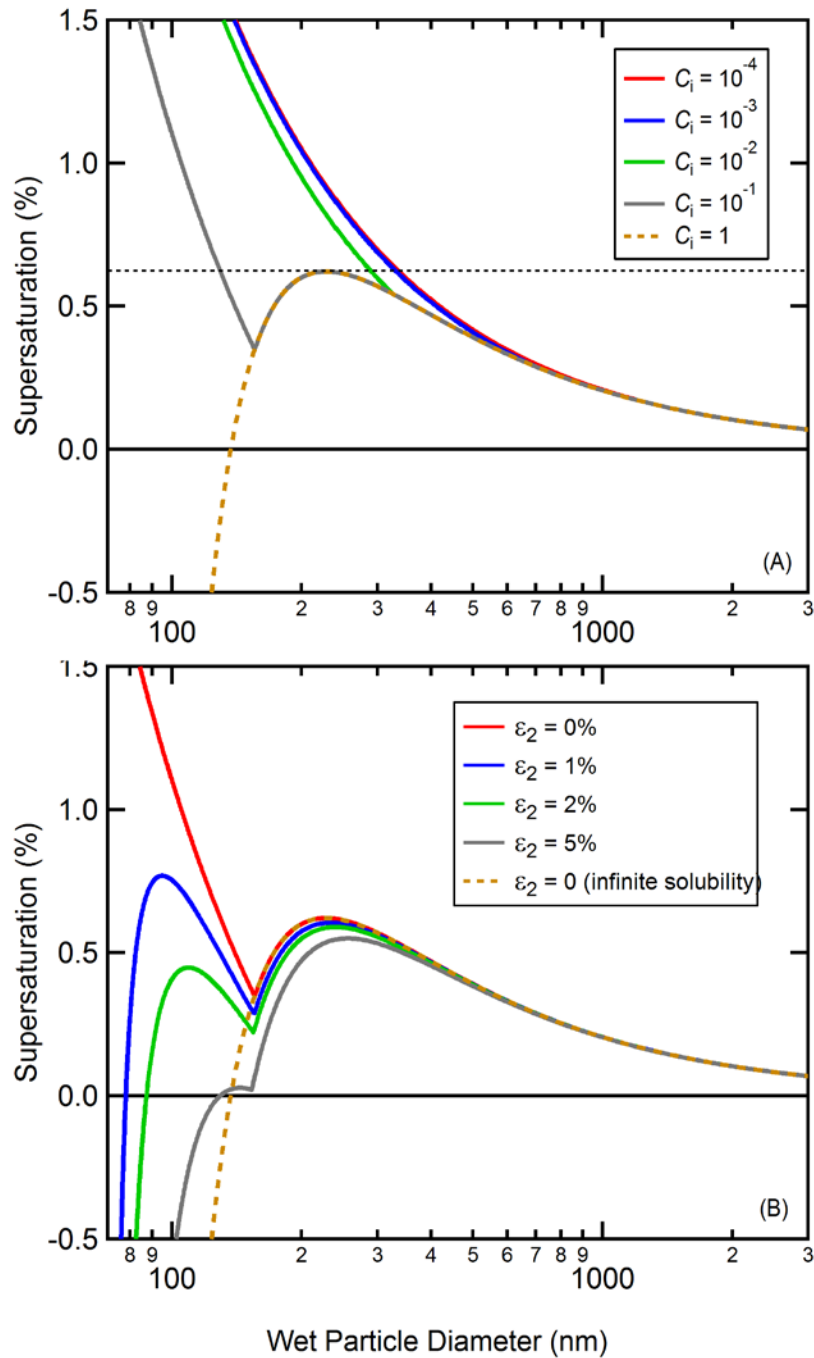 1.5
1.0
0.5
0.0
-0.5
Supersaturation (%)
Cᵢ = 10⁻⁴
Cᵢ = 10⁻³
Cᵢ = 10⁻²
Cᵢ = 10⁻¹
Cᵢ = 1
(A)
8 9 2 3 4 5 6 7 8 9 2 3
100 1000
1.5
1.0
0.5
0.0
-0.5
Supersaturation (%)
ε₂ = 0%
ε₂ = 1%
ε₂ = 2%
ε₂ = 5%
ε₂ = 0 (infinite solubility)
(B)
8 9 2 3 4 5 6 7 8 9 2 3
100 1000
Wet Particle Diameter (nm)